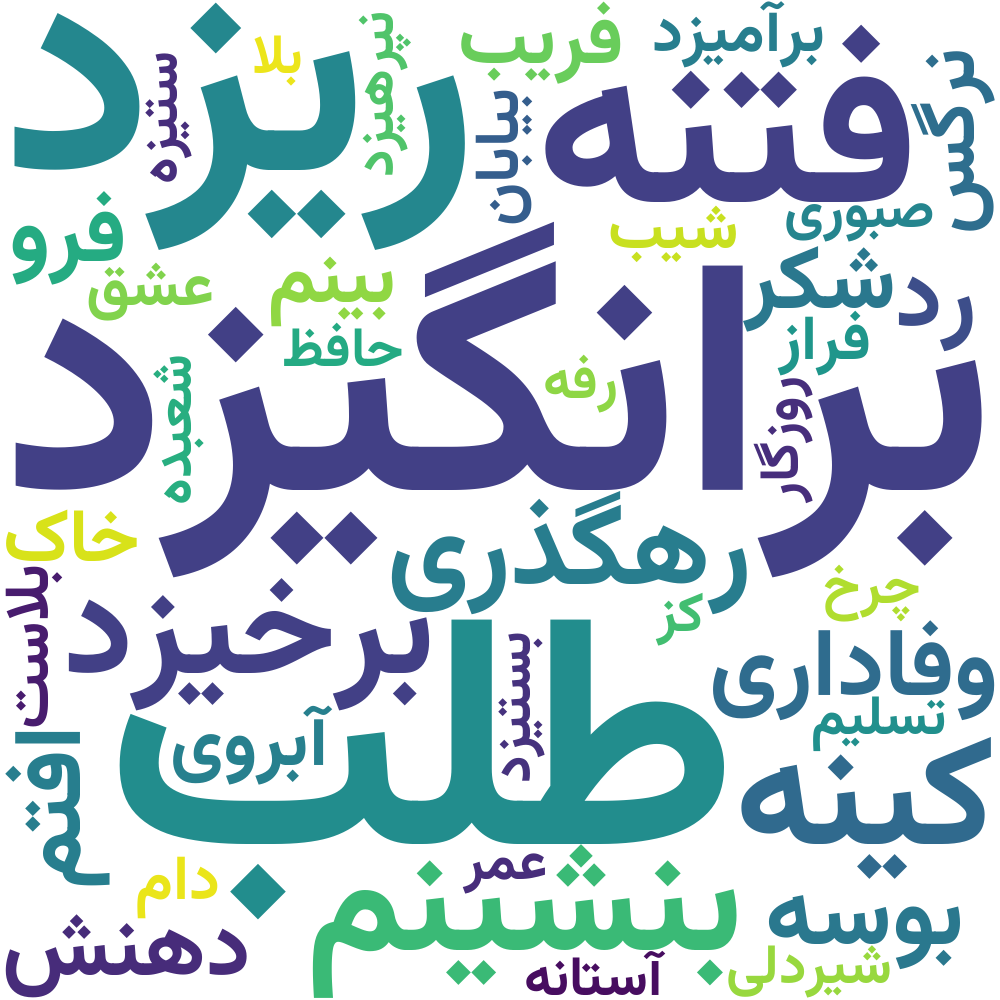 برآمیزد
فریب
نپرهیزد
بلا
ریزد
ستیزه
بیابان
فتنه
نرگس
صبوری
شیب
فرو
عشق
بینم
شکر
رد
فراز
حافظ
رفه
برانگیزد
شعبده
روزگار
خاک
رهگذری
چرخ
کز
بلاست
برخیزد
وفاداری
تسلیم
طلب
بستیزد
آبروی
افتم
کینه
عمر
دام
بنشینم
بوسه
دهنش
شیردلی
آستانه